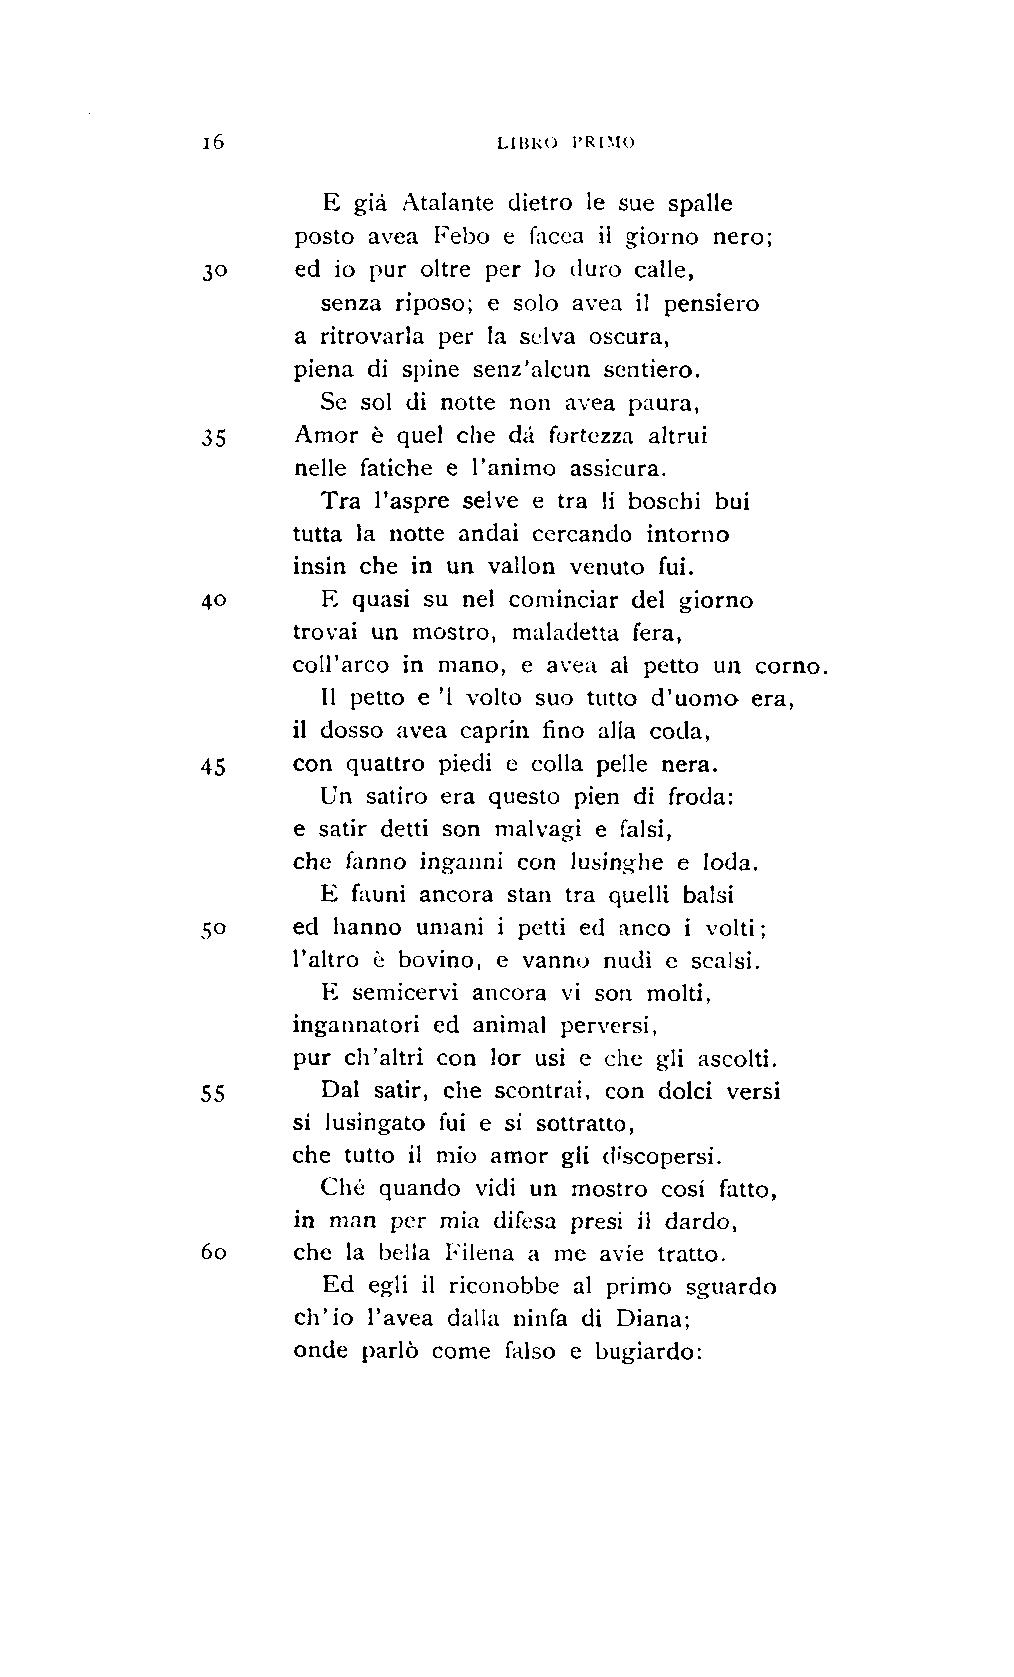 16 LIBRO PRIMO
E giá Atalante dietro le sue spalle
posto avea Febo e facea il giorno nero;
30 ed io pur oltre per lo duro calle,
senza riposo; e solo avea il pensiero
a ritrovarla per la selva oscura,
piena di spine senz'alcun sentiero.
Se sol di notte non avea paura,
35 Amor è quel che dá fortezza altrui
nelle fatiche e l'animo assicura.
Tra l'aspre selve e tra li boschi bui
tutta la notte andai cercando intorno
insin che in un vallon venuto fui.
40 E quasi su nel cominciar del giorno
trovai un mostro, maladetta fera,
coll'arco in mano, e avea al petto un corno.
Il petto e 'l volto suo tutto d'uomo era,
il dosso avea caprin fino alla coda,
45 con quattro piedi e colla pelle nera.
Un satiro era questo pien di froda:
e satir detti son malvagi e falsi,
che fanno inganni con lusinghe e loda.
E fauni ancora stan tra quelli balsi
50 ed hanno umani i petti ed anco i volti;
l'altro è bovino, e vanno nudi e scalsi.
E semicervi ancora vi son molti,
ingannatori ed animal perversi,
pur ch'altri con lor usi e che gli ascolti.
55 Dal satir, che scontrai, con dolci versi
sí lusingato fui e sí sottratto,
che tutto il mio amor gli discopersi.
Ché quando vidi un mostro cosí fatto,
in man per mia difesa presi il dardo,
60 che la bella Filena a me avíe tratto.
Ed egli il riconobbe al primo sguardo
ch'io l'avea dalla ninfa di Diana;
onde parlò come falso e bugiardo: